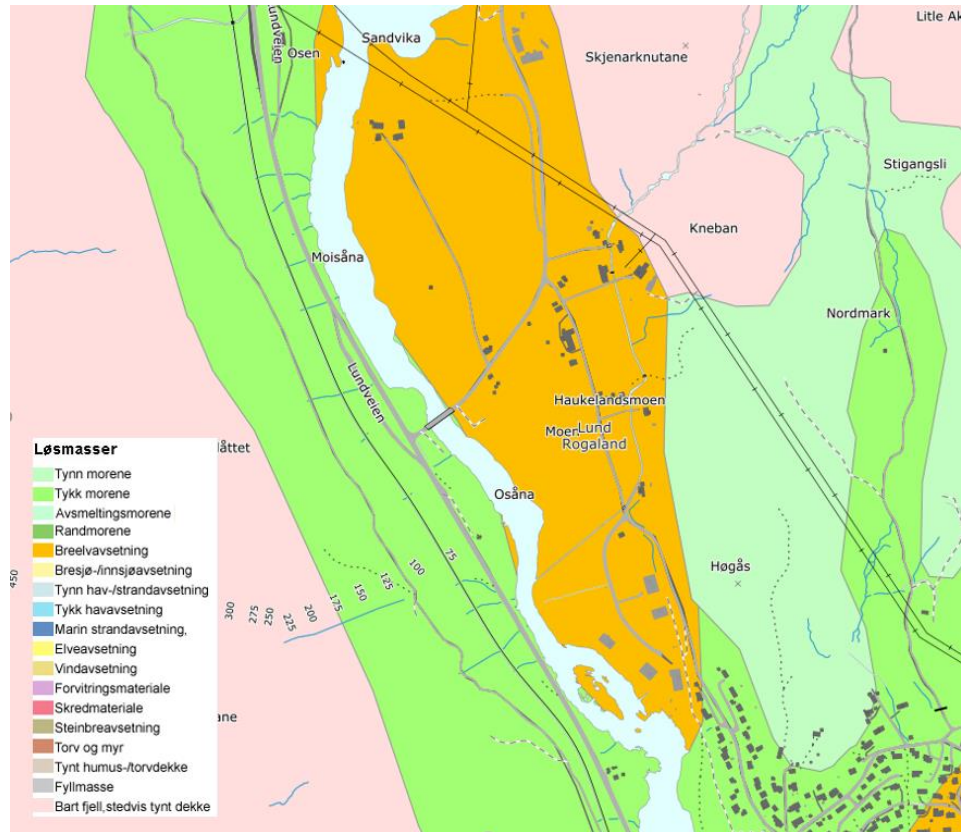 Litle Ak
Sandvika
Lundveien
Osen
Skjenarknutane
Stigangsli
Kneban
Moisåna
Nordmark
Lundveien
Haukelandsmoen
Moen
Lund
Rogaland
Osåna
Høgås
låttet
ane
450
300
275
250
225
200
175
150
125
100
75
Løsmasser
Tynn morene
Tykk morene
Avsmeltingsmorene
Randmorene
Breelvavsetning
Bresjø-/innsjøavsetning
Tynn hav-/strandavsetning
Tykk havavsetning
Marin strandavsetning,
Elveavsetning
Vindavsetning
Forvitringsmateriale
Skredmateriale
Steinbreavsetning
Torv og myr
Tynt humus-/torvdekke
Fyllmasse
Bart fjell,stedvis tynt dekke